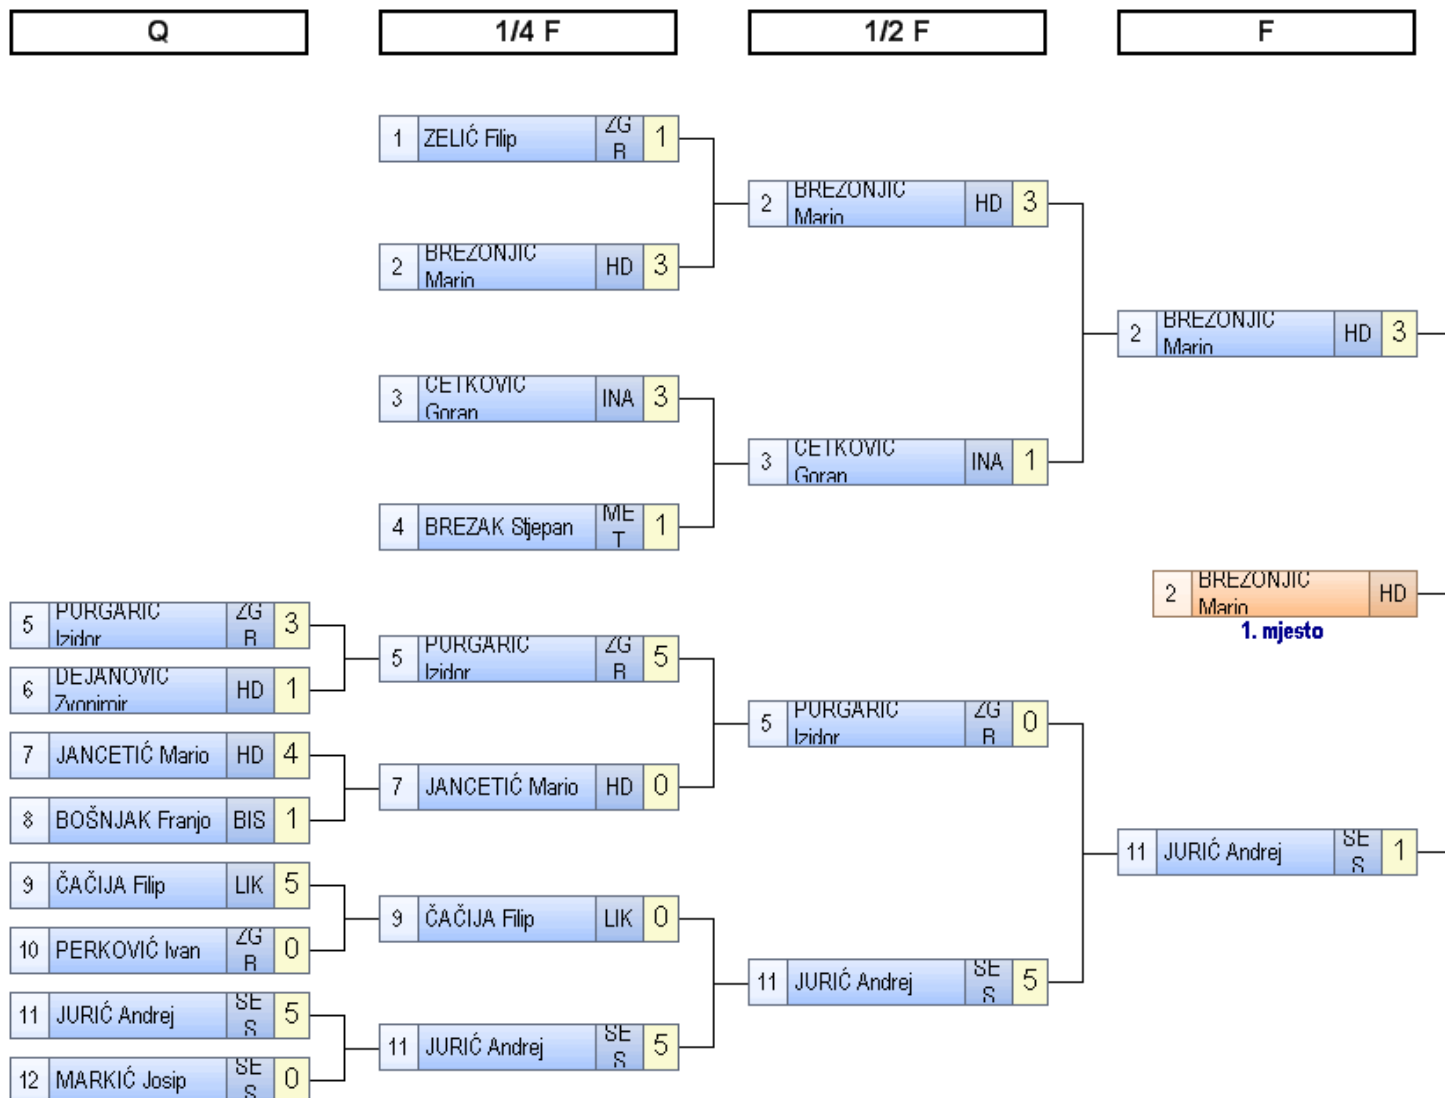 Q
1/4 F
1/2 F
F
1 ZELIĆ Filip ZG R 1
2 BREZONJIC Mario HD 3
3 CETKOVIC Goran INA 3
4 BREZAK Stjepan ME T 1
5 PURGARIC Izidor ZG R 3
6 DEJANOVIC Zvonimir HD 1
7 JANCETIĆ Mario HD 4
8 BOŠNJAK Franjo BIS 1
9 ČAČIJA Filip LIK 5
10 PERKOVIĆ Ivan ZG R 0
11 JURIĆ Andrej SE S 5
12 MARKIĆ Josip SE S 0
5 PURGARIC Izidor ZG R 5
7 JANCETIĆ Mario HD 0
9 ČAČIJA Filip LIK 0
11 JURIĆ Andrej SE S 5
2 BREZONJIC Mario HD 3
3 CETKOVIC Goran INA 1
5 PURGARIC Izidor ZG R 0
11 JURIĆ Andrej SE S 5
2 BREZONJIC Mario HD 3
2 BREZONJIC Mario HD
1. mjesto
11 JURIĆ Andrej SE S 1